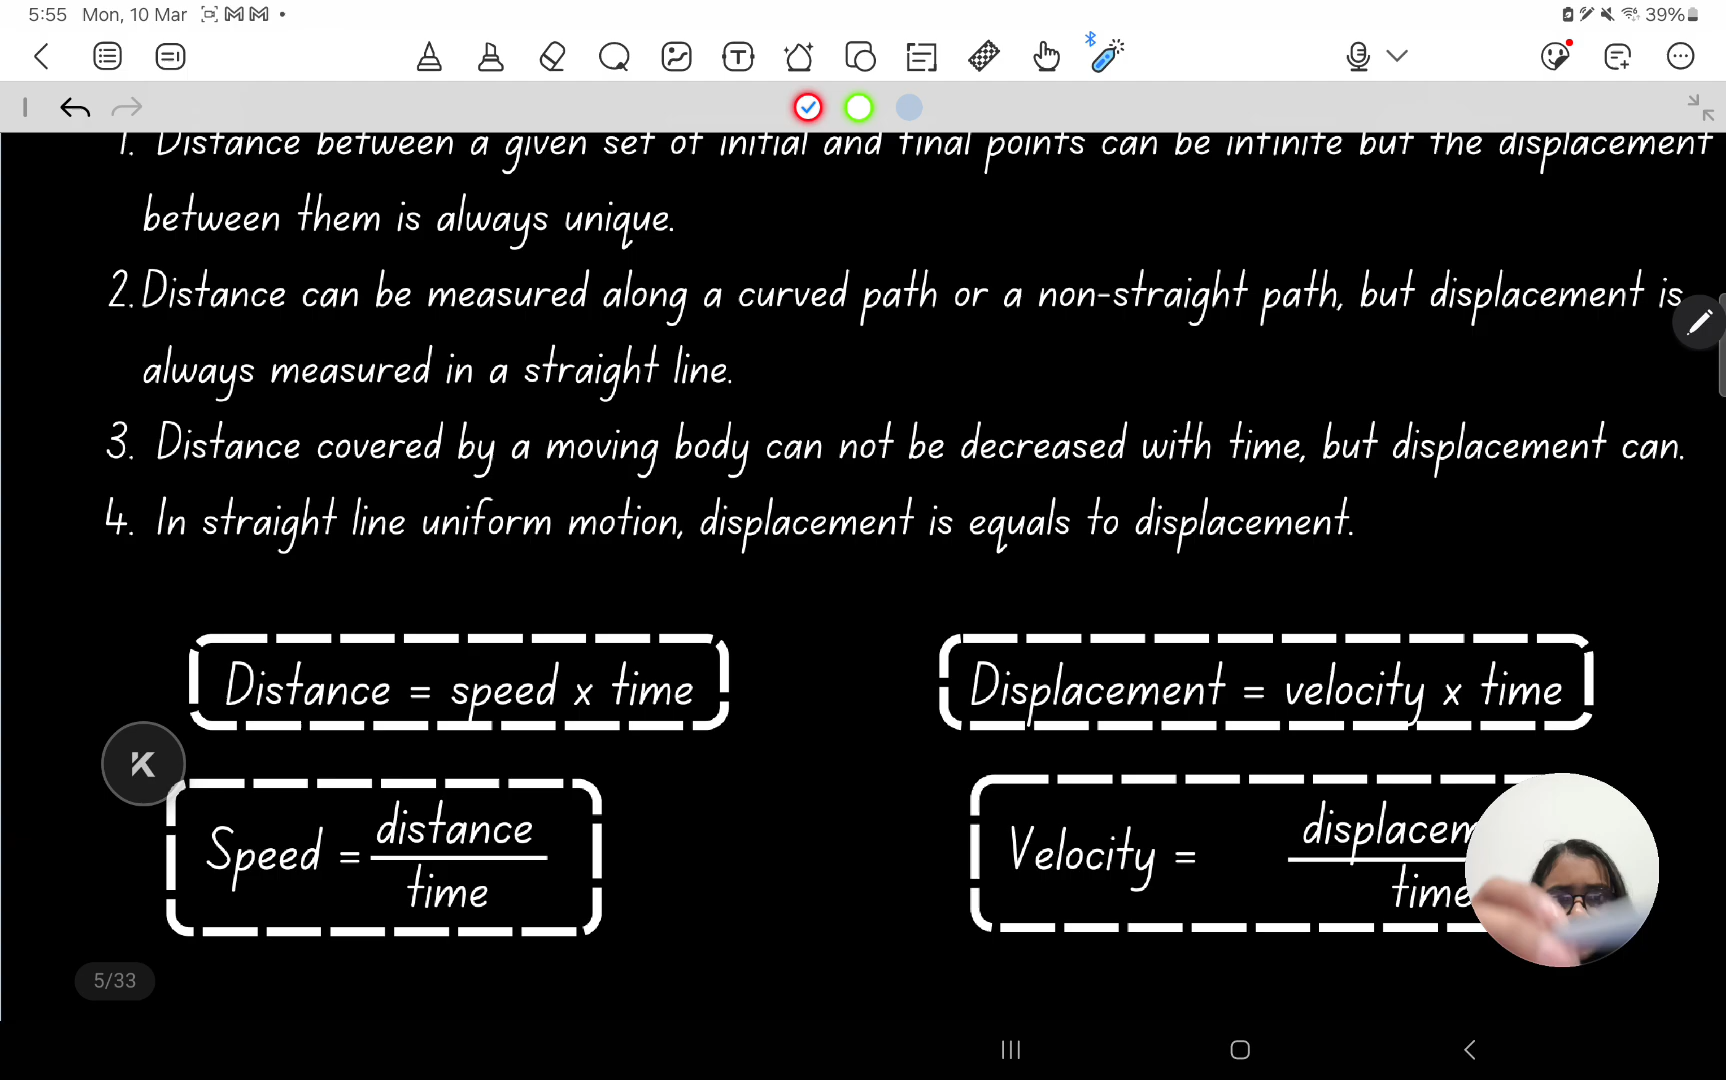 5:55 Mon, 10 Mar 39%
1. Distance between a given set of initial and final points can be infinite but the displacement
between them is always unique.
2. Distance can be measured along a curved path or a non-straight path, but displacement is
always measured in a straight line.
3. Distance covered by a moving body can not be decreased with time, but displacement can.
4. In straight line uniform motion, displacement is equals to displacement.
Distance = speed x time
Displacement = velocity x time
K
Speed = distance
time
Velocity = displacem
time
5/33